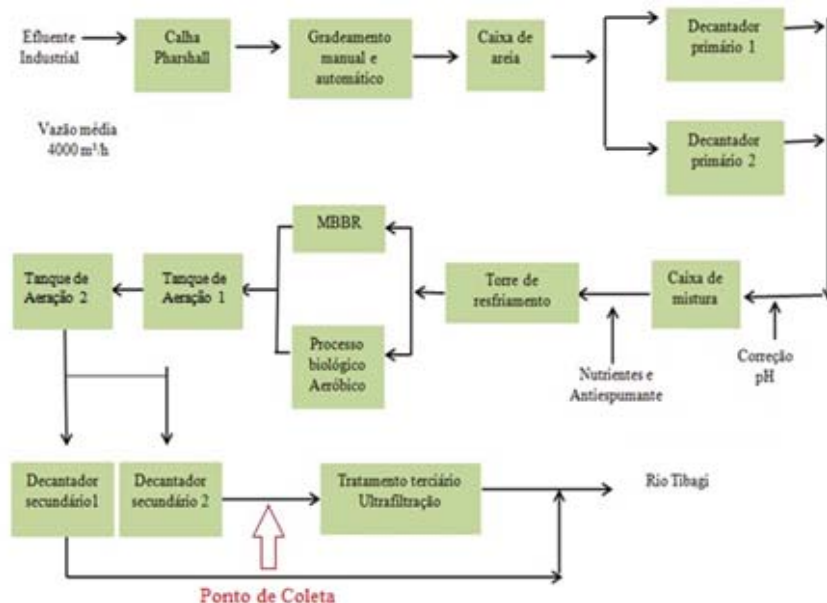 Efluente
Industrial
Calha
Pharshall
Gradeamento
manual e
automático
Caixa de
areia
Decantador
primário 1
Vazão média
4000 m³/h
Decantador
primário 2
MBBR
Tanque de
Aeração 2
Tanque de
Aeração 1
Torre de
resfriamento
Caixa de
mistura
Processo
biológico
Aeróbico
Nutrientes e
Antiespumante
Correção
pH
Decantador
secundário1
Decantador
secundário 2
Tratamento terciário
Ultrafiltração
Rio Tibagi
Ponto de Coleta